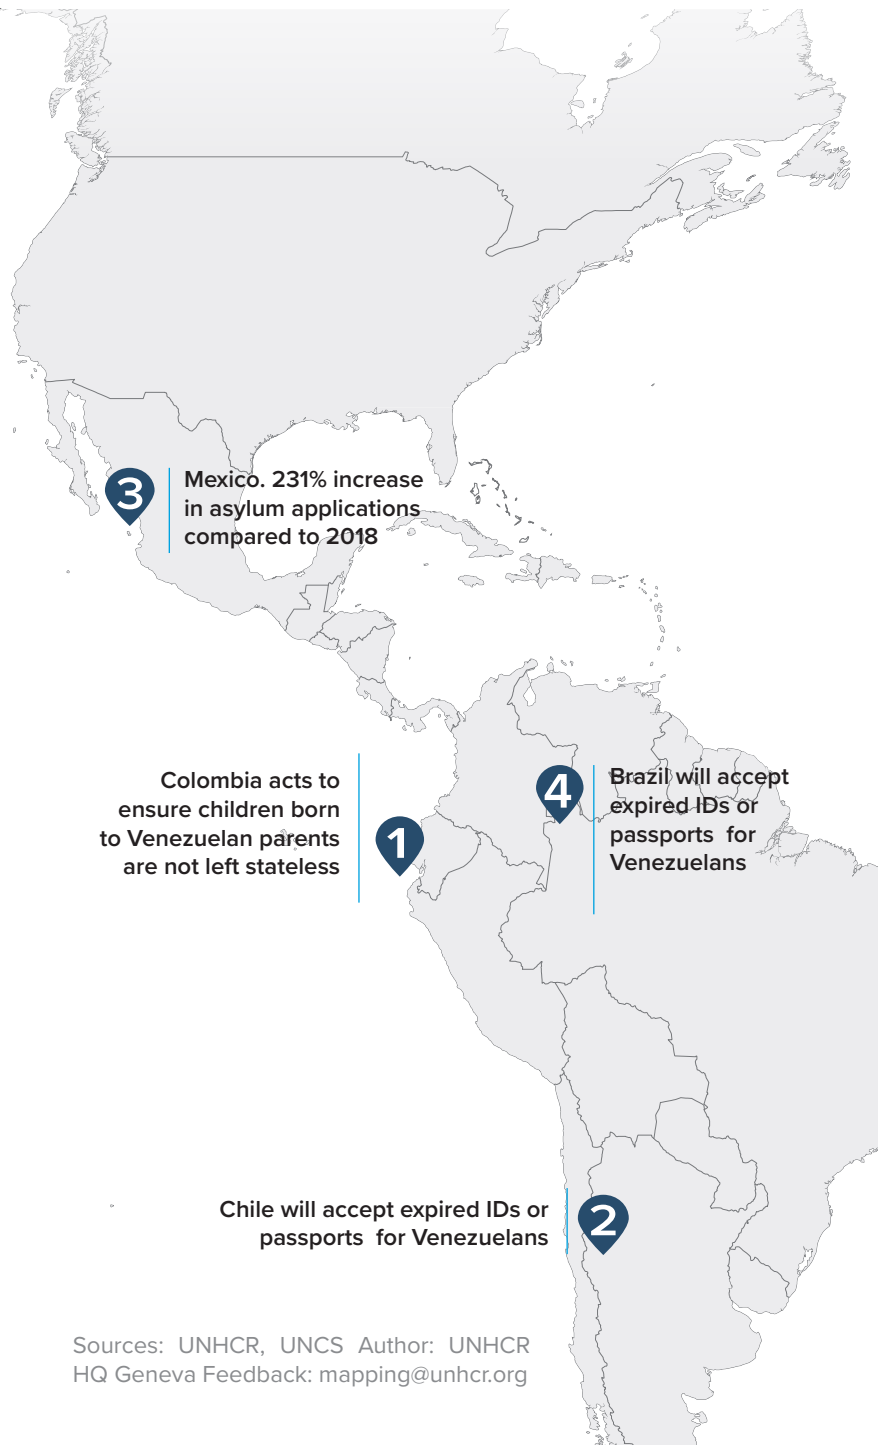 3
Mexico. 231% increase
in asylum applications
compared to 2018
4
Brazil will accept
expired IDs or
passports for
Venezuelans
Colombia acts to
ensure children born
to Venezuelan parents
are not left stateless
1
Chile will accept expired IDs or
passports for Venezuelans
2
Sources: UNHCR, UNCS Author: UNHCR
HQ Geneva Feedback: mapping@unhcr.org